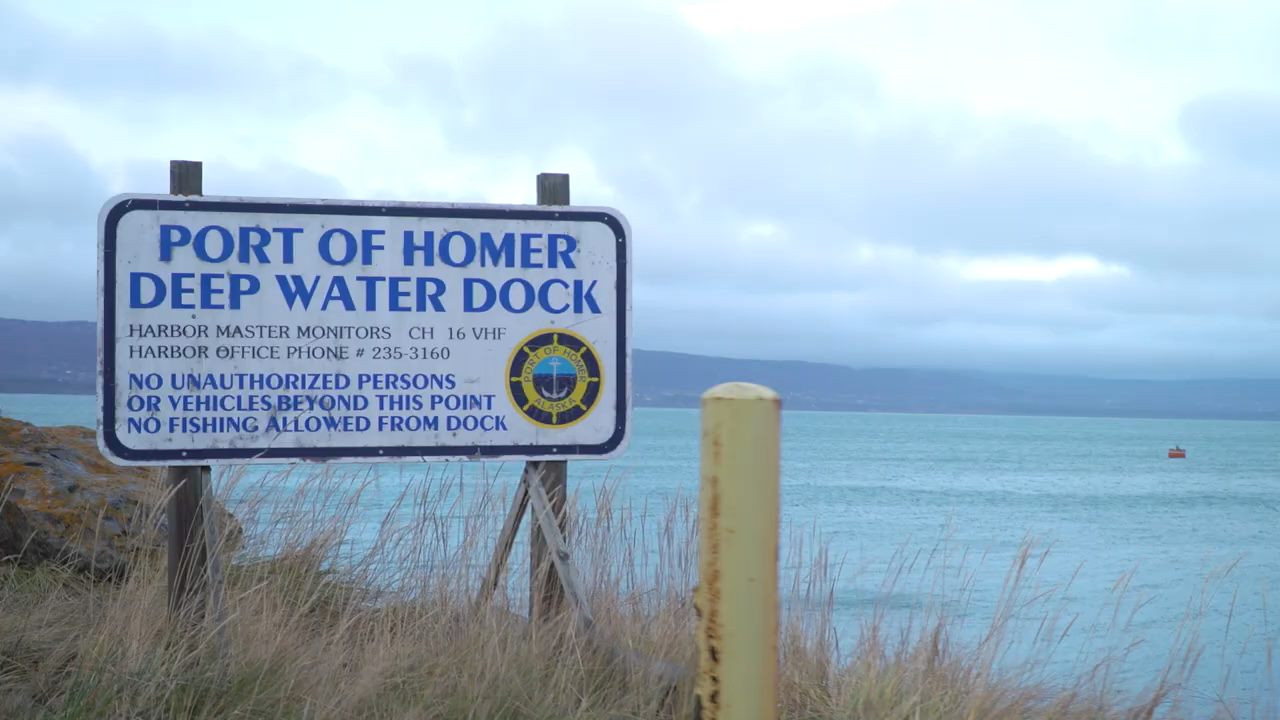 PORT OF HOMER
DEEP WATER DOCK
HARBOR MASTER MONITORS CH 16 VHF
HARBOR OFFICE PHONE # 235-3160
NO UNAUTHORIZED PERSONS
OR VEHICLES BEYOND THIS POINT
NO FISHING ALLOWED FROM DOCK
PORT OF HOMER
ALASKA